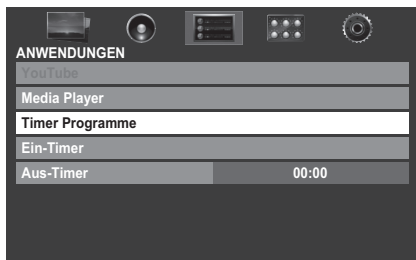 ANWENDUNGEN
YouTube
Media Player
Timer Programme
Ein-Timer
Aus-Timer 00:00